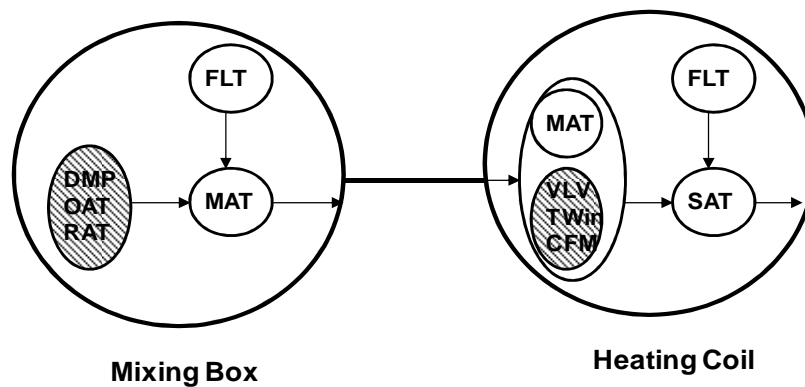 FLT
DMP
OAT
RAT
MAT
Mixing Box
FLT
MAT
VLV
TWin
CFM
SAT
Heating Coil